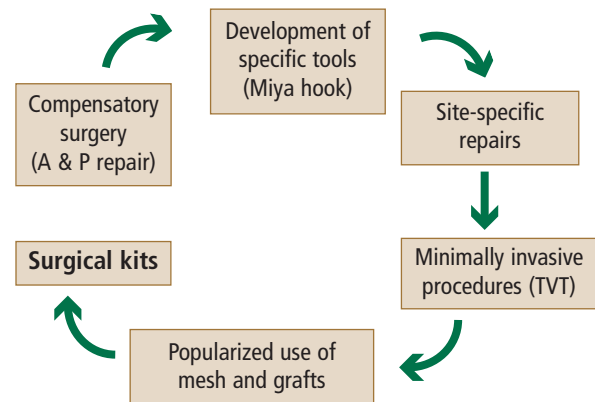 Development of
specific tools
(Miya hook)
Compensatory
surgery
(A & P repair)
Site-specific
repairs
Surgical kits
Minimally invasive
procedures (TVT)
Popularized use of
mesh and grafts